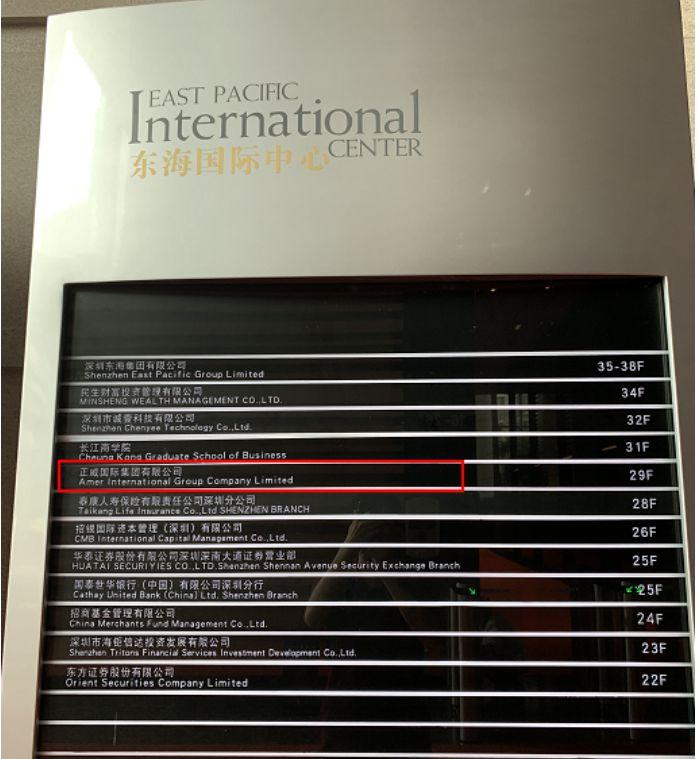 EAST PACIFIC
International
CENTER
东海国际中心
深圳东海集团有限公司
Shenzhen East Pacific Group Limited
35-38F
民生财富投资管理有限公司
MINSHENG WEALTH MANAGEMENT CO.,LTD.
34F
深圳市诚壹科技有限公司
Shenzhen Chenyee Technology Co.,Ltd.
32F
长江商学院
Cheung Kong Graduate School of Business
31F
正威国际集团有限公司
Amer International Group Company Limited
29F
泰康人寿保险有限责任公司深圳分公司
Taikang Life Insurance Co.,Ltd SHENZHEN BRANCH
28F
招银国际资本管理（深圳）有限公司
CMB International Capital Management Co.,Ltd.
26F
华泰证券股份有限公司深圳深南大道证券营业部
HUATAI SECURIYIES CO.,LTD.Shenzhen Shennan Avenue Security Exchange Branch
25F
国泰世华银行（中国）有限公司深圳分行
Cathay United Bank (China) Ltd. Shenzhen Branch
25F
招商基金管理有限公司
China Merchants Fund Management Co.,Ltd.
24F
深圳市海钜信达投资发展有限公司
Shenzhen Tritons Financial Services Investment Development Co.,Ltd.
23F
东方证券股份有限公司
Orient Securities Company Limited
22F